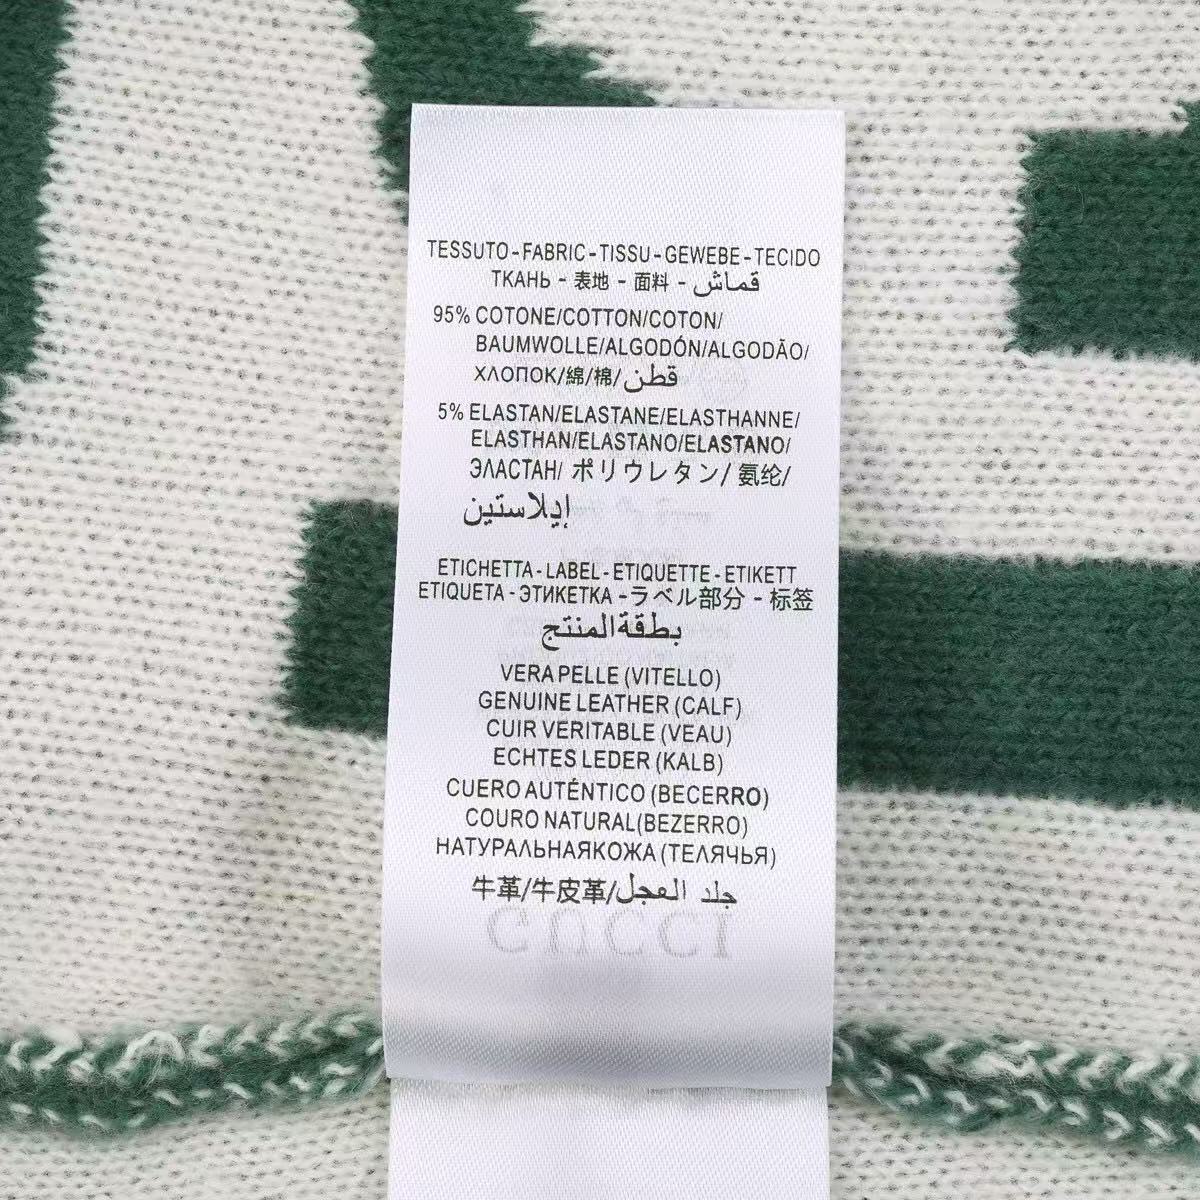 TESSUTO-FABRIC-TISSU-GEWEBE-TECIDO
ТКАНЬ - 表地 - 面料 - قماش
95% COTONE/COTTON/COTON/
BAUMWOLLE/ALGODÓN/ALGODÃO/
ХЛОПОК/綿/棉/قطن
5% ELASTAN/ELASTANE/ELASTHANNE/
ELASTHAN/ELASTANO/ELASTANO/
ЭЛАСТАН/ ポリウレタン/ 氨纶/
إيلاستين
ETICHETTA-LABEL-ETIQUETTE-ETIKETT
ETIQUETA-ЭТИКЕТКА-ラベル部分 - 标签
بطقةالمنتج
VERA PELLE (VITELLO)
GENUINE LEATHER (CALF)
CUIR VERITABLE (VEAU)
ECHTES LEDER (KALB)
CUERO AUTÉNTICO (BECERRO)
COURO NATURAL(BEZERRO)
НАТУРАЛЬНАЯКОЖА (ТЕЛЯЧЬЯ)
牛革/牛皮革/جلد العجل
GUCCI